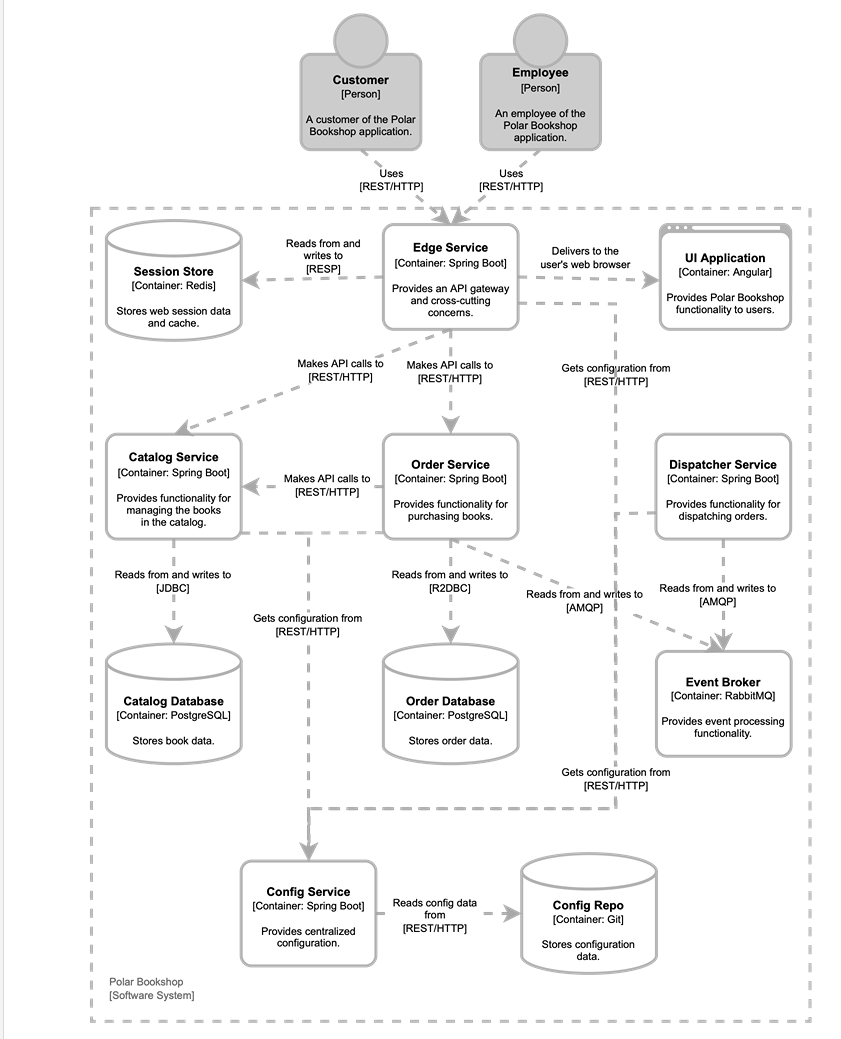 Customer
[Person]
A customer of the Polar
Bookshop application.
Employee
[Person]
An employee of the
Polar Bookshop
application.
Uses
[REST/HTTP]
Uses
[REST/HTTP]
Session Store
[Container: Redis]
Stores web session data
and cache.
Reads from and
writes to
[RESP]
Edge Service
[Container: Spring Boot]
Provides an API gateway
and cross-cutting
concerns.
Delivers to the
user's web browser
UI Application
[Container: Angular]
Provides Polar Bookshop
functionality to users.
Makes API calls to
[REST/HTTP]
Makes API calls to
[REST/HTTP]
Gets configuration from
[REST/HTTP]
Catalog Service
[Container: Spring Boot]
Provides functionality for
managing the books
in the catalog.
Makes API calls to
[REST/HTTP]
Order Service
[Container: Spring Boot]
Provides functionality for
purchasing books.
Dispatcher Service
[Container: Spring Boot]
Provides functionality for
dispatching orders.
Reads from and writes to
[JDBC]
Gets configuration from
[REST/HTTP]
Reads from and writes to
[R2DBC]
Reads from and writes to
[AMQP]
Reads from and writes to
[AMQP]
Catalog Database
[Container: PostgreSQL]
Stores book data.
Order Database
[Container: PostgreSQL]
Stores order data.
Event Broker
[Container: RabbitMQ]
Provides event processing
functionality.
Gets configuration from
[REST/HTTP]
Config Service
[Container: Spring Boot]
Provides centralized
configuration.
Reads config data
from
[REST/HTTP]
Config Repo
[Container: Git]
Stores configuration
data.
Polar Bookshop
[Software System]